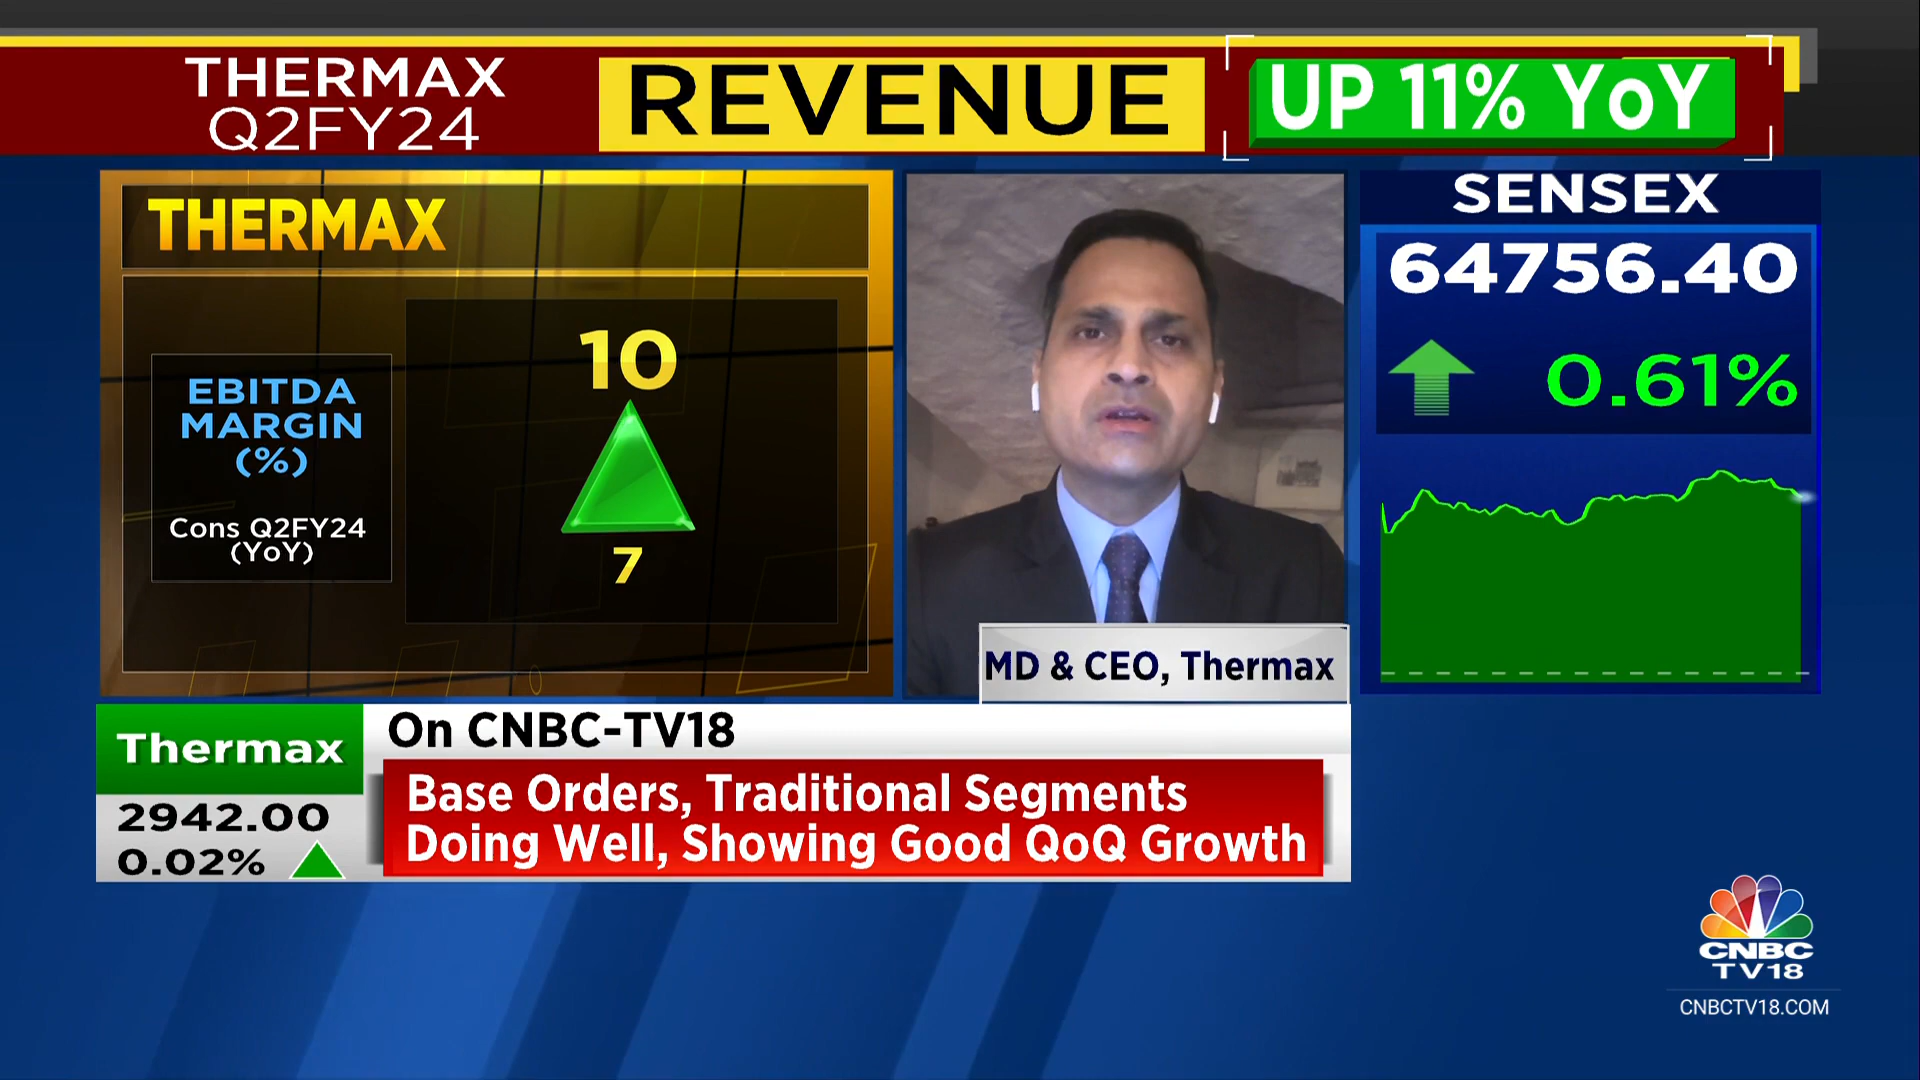 THERMAX
Q2FY24
REVENUE
UP 11% YoY
THERMAX
EBITDA
MARGIN
(%)
Cons Q2FY24
(YoY)
10
7
MD & CEO, Thermax
SENSEX
64756.40
0.61%
Thermax
2942.00
0.02%
On CNBC-TV18
Base Orders, Traditional Segments
Doing Well, Showing Good QoQ Growth
CNBC
TV18
CNBCTV18.COM